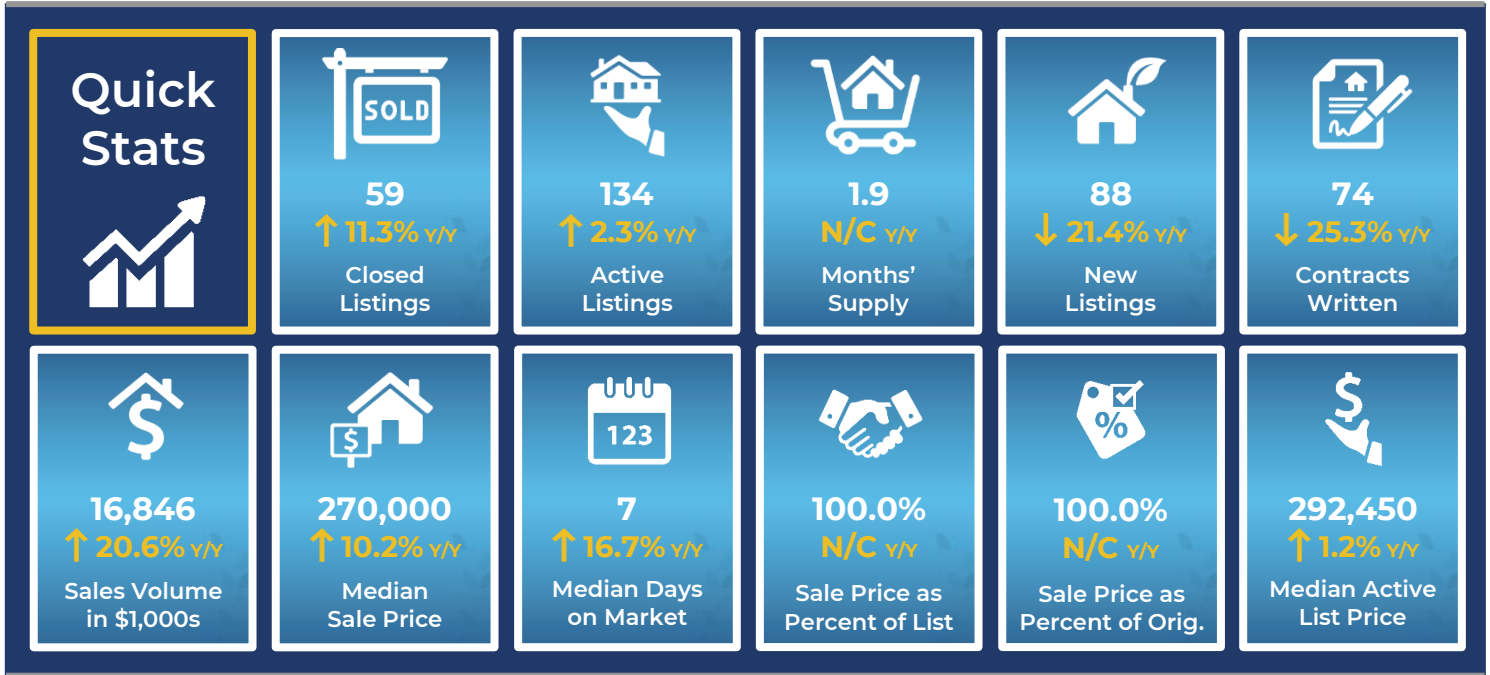 Quick
Stats
SOLD
59
↑ 11.3% Y/Y
Closed
Listings
134
↑ 2.3% Y/Y
Active
Listings
1.9
N/C Y/Y
Months’
Supply
88
↓ 21.4% Y/Y
New
Listings
74
↓ 25.3% Y/Y
Contracts
Written
$
16,846
↑ 20.6% Y/Y
Sales Volume
in $1,000s
$
270,000
↑ 10.2% Y/Y
Median
Sale Price
123
7
↑ 16.7% Y/Y
Median Days
on Market
100.0%
N/C Y/Y
Sale Price as
Percent of List
%
100.0%
N/C Y/Y
Sale Price as
Percent of Orig.
$
292,450
↑ 1.2% Y/Y
Median Active
List Price